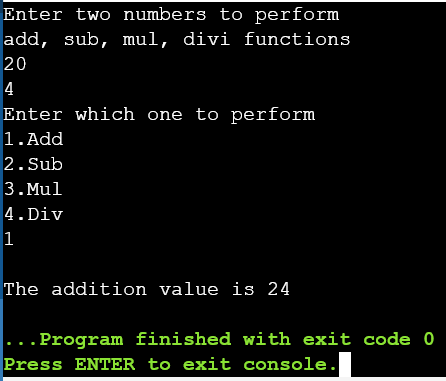 Enter two numbers to perform
add, sub, mul, divi functions
20
4
Enter which one to perform
1.Add
2.Sub
3.Mul
4.Div
1
The addition value is 24
...Program finished with exit code 0
Press ENTER to exit console.